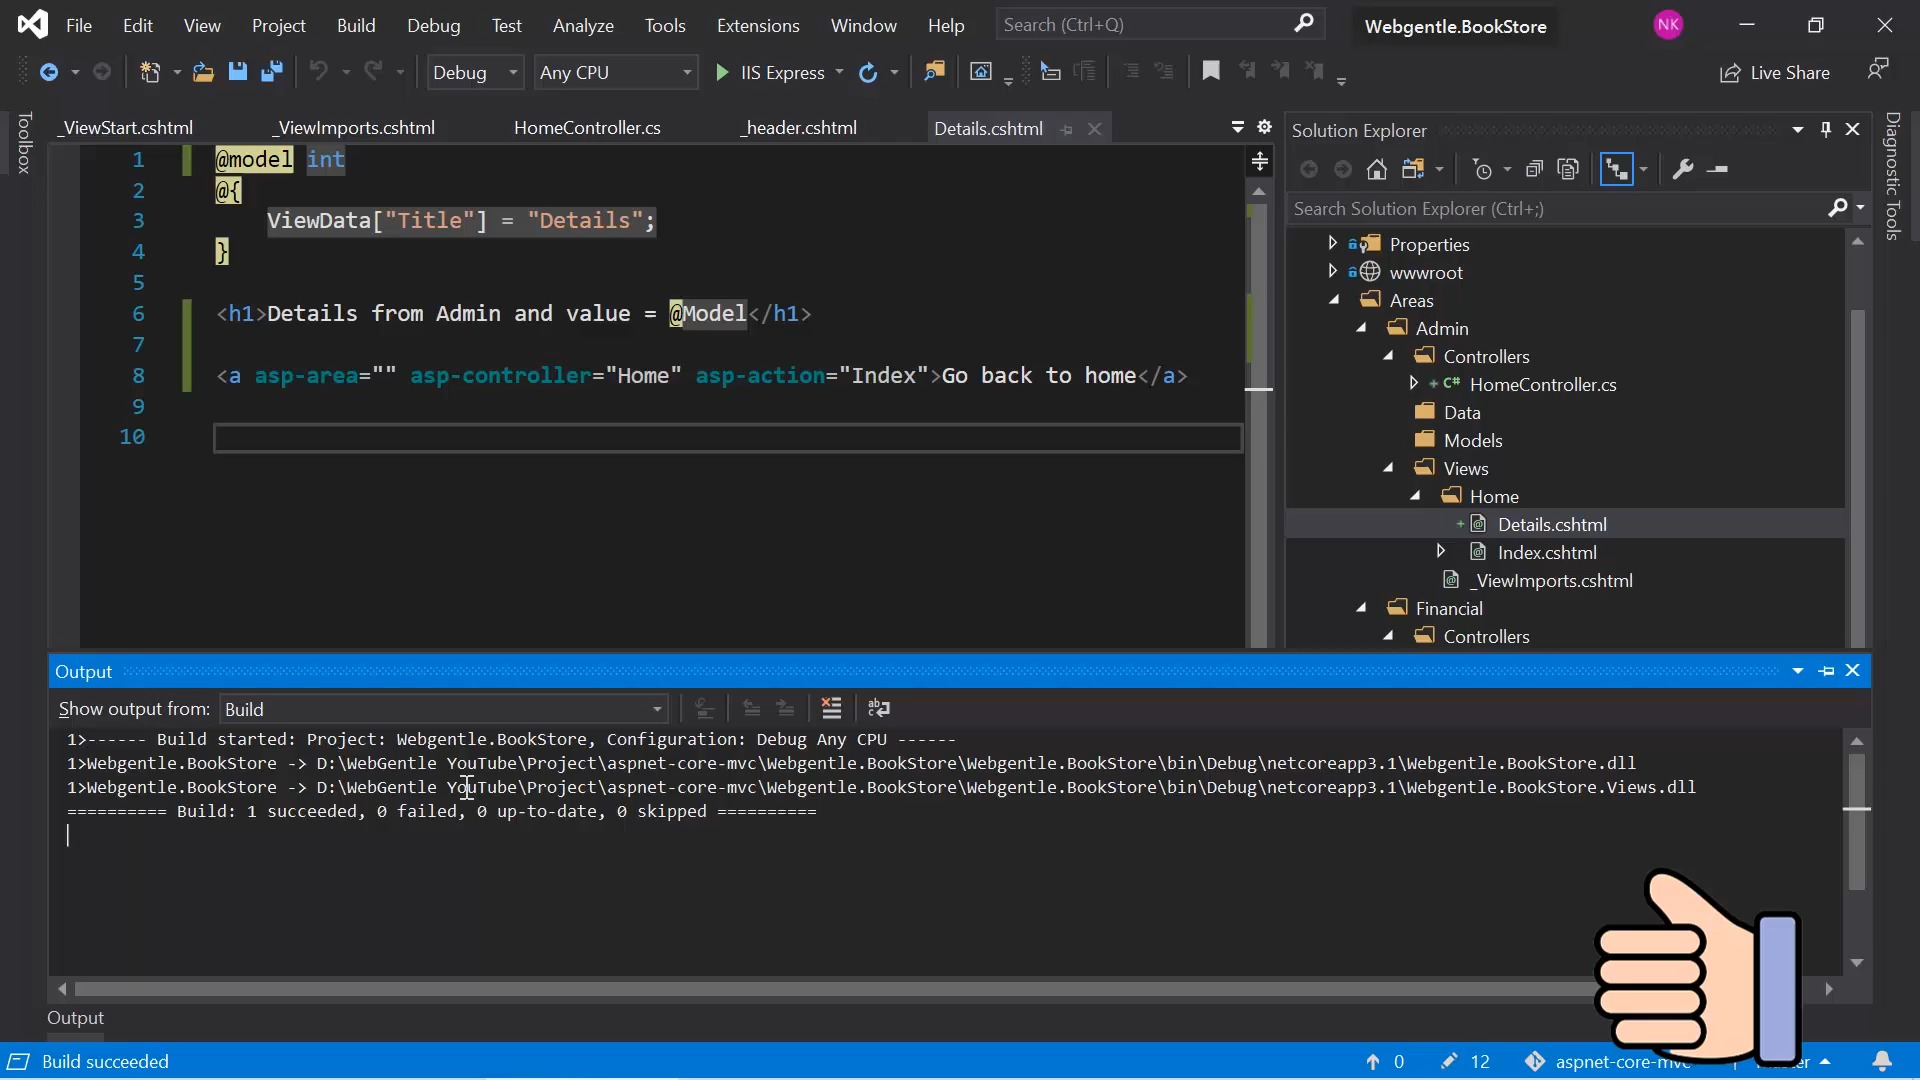 File Edit View Project Build Debug Test Analyze Tools Extensions Window Help Search (Ctrl+Q) Webgentle.BookStore NK
Debug Any CPU IIS Express Live Share
Toolbox
_ViewStart.cshtml _ViewImports.cshtml HomeController.cs _header.cshtml Details.cshtml
1 @model int
2 @{
3 ViewData["Title"] = "Details";
4 }
5
6 <h1>Details from Admin and value = @Model</h1>
7
8 <a asp-area="" asp-controller="Home" asp-action="Index">Go back to home</a>
9
10
Solution Explorer
Search Solution Explorer (Ctrl+;)
Properties
wwwroot
Areas
Admin
Controllers
C# HomeController.cs
Data
Models
Views
Home
Details.cshtml
Index.cshtml
_ViewImports.cshtml
Financial
Controllers
Diagnostic Tools
Output
Show output from: Build
1>------ Build started: Project: Webgentle.BookStore, Configuration: Debug Any CPU ------
1>Webgentle.BookStore -> D:\WebGentle YouTube\Project\aspnet-core-mvc\Webgentle.BookStore\Webgentle.BookStore\bin\Debug\netcoreapp3.1\Webgentle.BookStore.dll
1>Webgentle.BookStore -> D:\WebGentle YouTube\Project\aspnet-core-mvc\Webgentle.BookStore\Webgentle.BookStore\bin\Debug\netcoreapp3.1\Webgentle.BookStore.Views.dll
========== Build: 1 succeeded, 0 failed, 0 up-to-date, 0 skipped ==========
Output
Build succeeded 0 12 aspnet-core-mvc